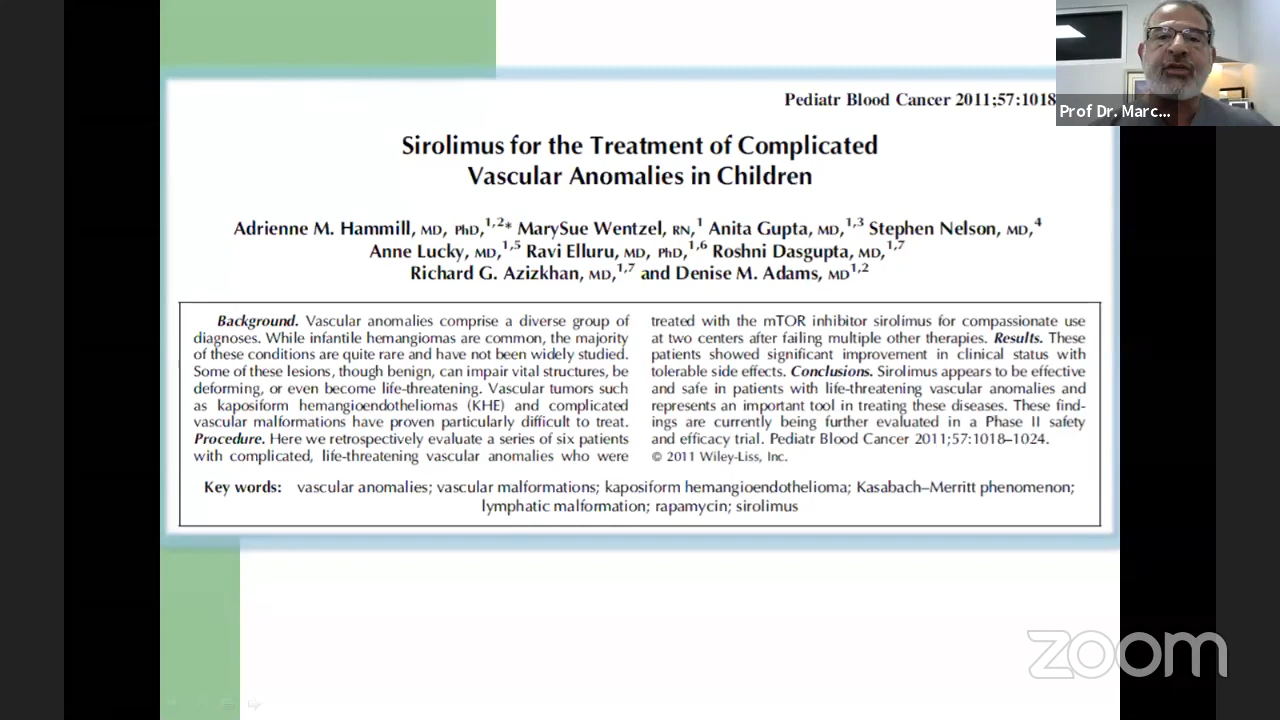 Pediatr Blood Cancer 2011;57:1018
Prof Dr. Marc...
Sirolimus for the Treatment of Complicated
Vascular Anomalies in Children
Adrienne M. Hammill, MD, PhD,1,2* MarySue Wentzel, RN,1 Anita Gupta, MD,1,3 Stephen Nelson, MD,4
Anne Lucky, MD,1,5 Ravi Elluru, MD, PhD,1,6 Roshni Dasgupta, MD,1,7
Richard G. Azizkhan, MD,1,7 and Denise M. Adams, MD1,2
Background. Vascular anomalies comprise a diverse group of
diagnoses. While infantile hemangiomas are common, the majority
of these conditions are quite rare and have not been widely studied.
Some of these lesions, though benign, can impair vital structures, be
deforming, or even become life-threatening. Vascular tumors such
as kaposiform hemangioendotheliomas (KHE) and complicated
vascular malformations have proven particularly difficult to treat.
Procedure. Here we retrospectively evaluate a series of six patients
with complicated, life-threatening vascular anomalies who were
treated with the mTOR inhibitor sirolimus for compassionate use
at two centers after failing multiple other therapies. Results. These
patients showed significant improvement in clinical status with
tolerable side effects. Conclusions. Sirolimus appears to be effective
and safe in patients with life-threatening vascular anomalies and
represents an important tool in treating these diseases. These find-
ings are currently being further evaluated in a Phase II safety
and efficacy trial. Pediatr Blood Cancer 2011;57:1018–1024.
© 2011 Wiley-Liss, Inc.
Key words: vascular anomalies; vascular malformations; kaposiform hemangioendothelioma; Kasabach–Merritt phenomenon;
lymphatic malformation; rapamycin; sirolimus
zoom